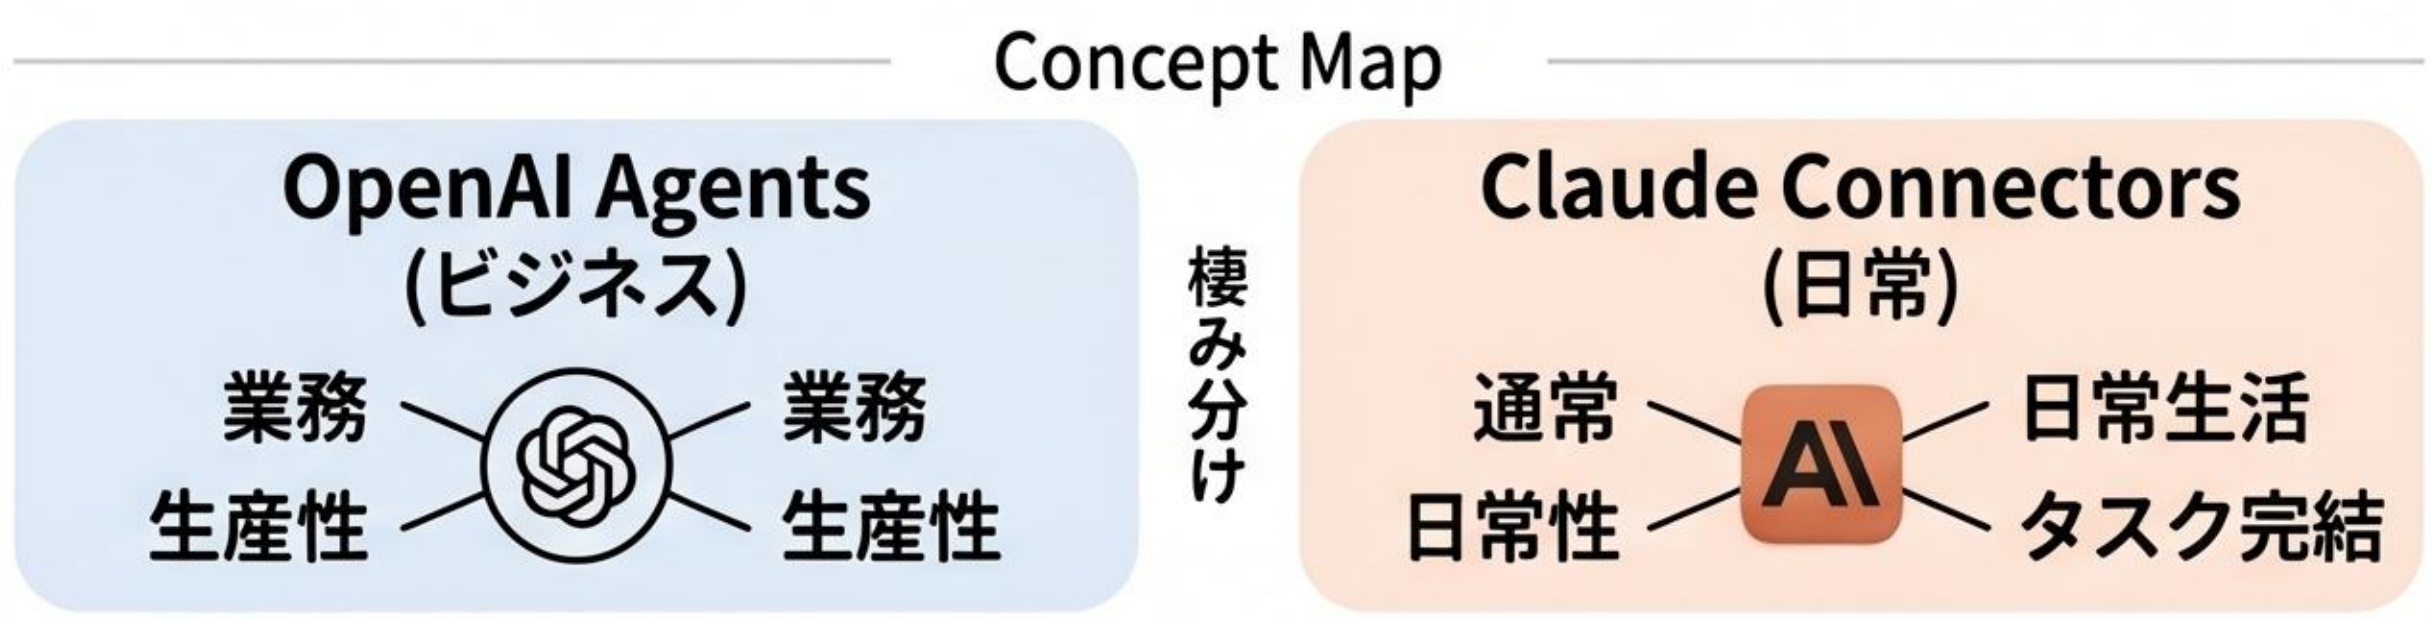 Concept Map
OpenAI Agents
(ビジネス)
業務
業務
生産性
生産性
棲み分け
Claude Connectors
(日常)
通常
日常生活
日常性
タスク完結